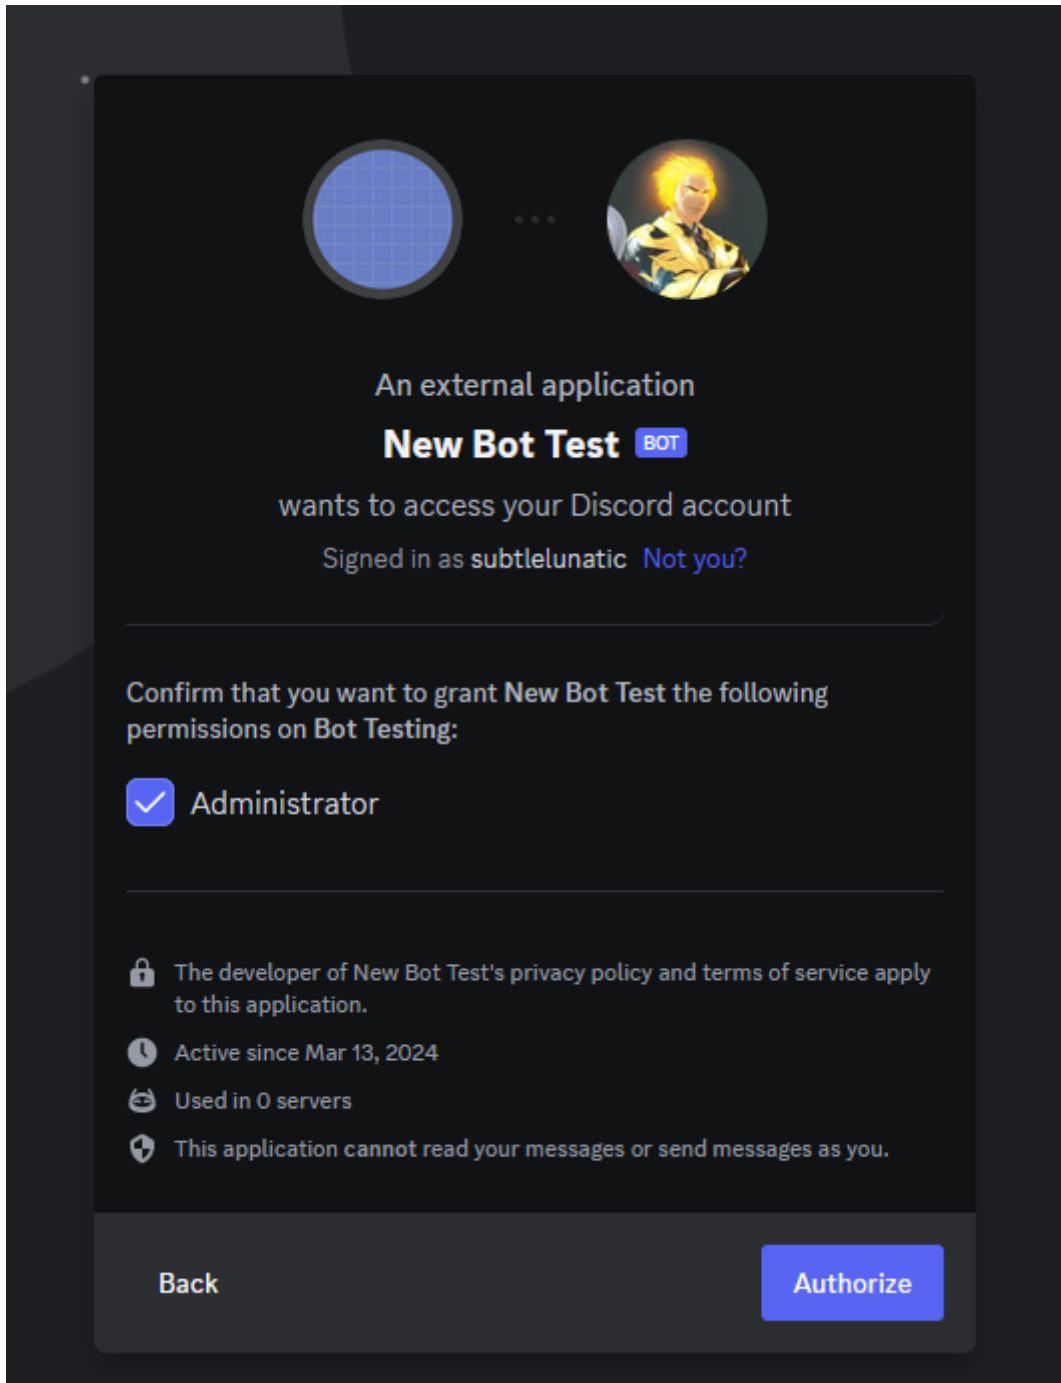 An external application
New Bot Test BOT
wants to access your Discord account
Signed in as subtlelunatic Not you?
Confirm that you want to grant New Bot Test the following
permissions on Bot Testing:
Administrator
The developer of New Bot Test's privacy policy and terms of service apply
to this application.
Active since Mar 13, 2024
Used in 0 servers
This application cannot read your messages or send messages as you.
Back
Authorize